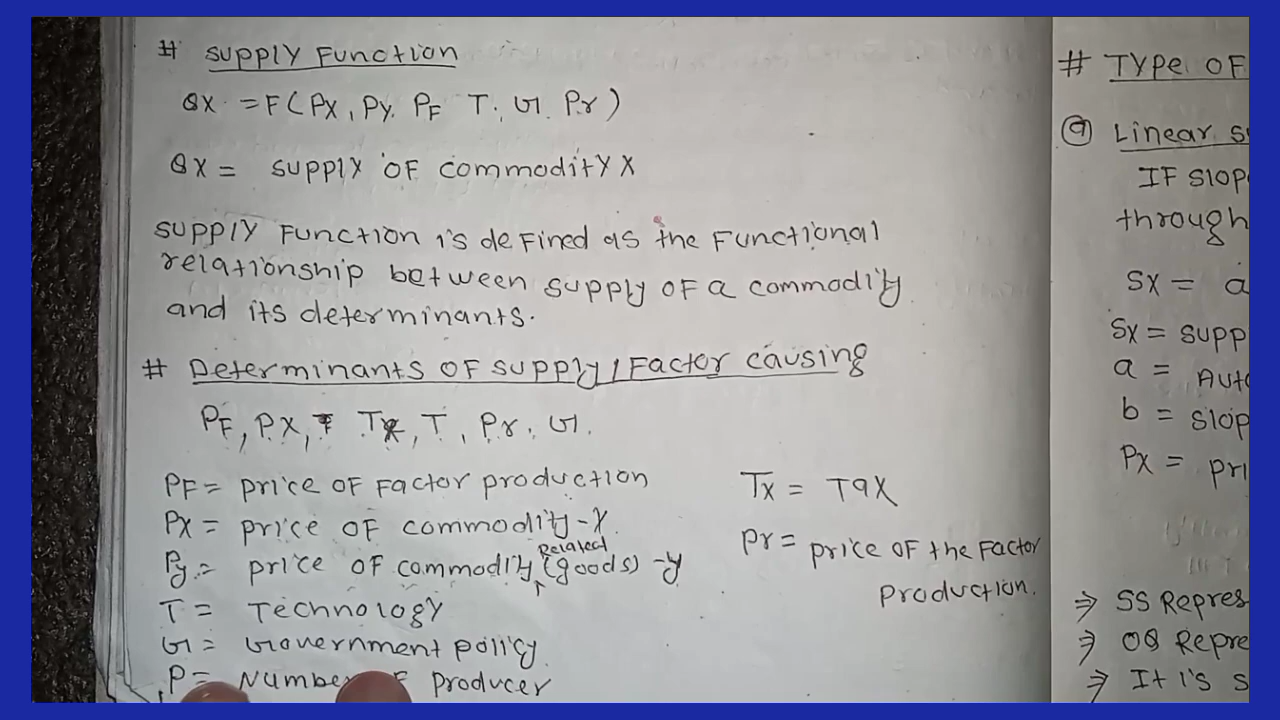 # Supply Function
QX = F(PX, Py. PF T. G. Pr)
QX = supply of commodity X
Supply Function is defined as the Functional
relationship between supply of a commodity
and its determinants.
# Determinants of supply / Factor causing
PF, PX, Tx, T, Pr, G.
PF = price of Factor production
PX = price of commodity-X
Py = price of commodity (Related goods) -y
T = Technology
G = Government policy
P = Number of producer
Tx = Tax
Pr = price of the Factor
production.
# Type of
a Linear s
IF slop
through
Sx = a
Sx = supp
a = Auto
b = slop
Px = pri
⇒ SS Repres
⇒ OQ Repre
⇒ It is s